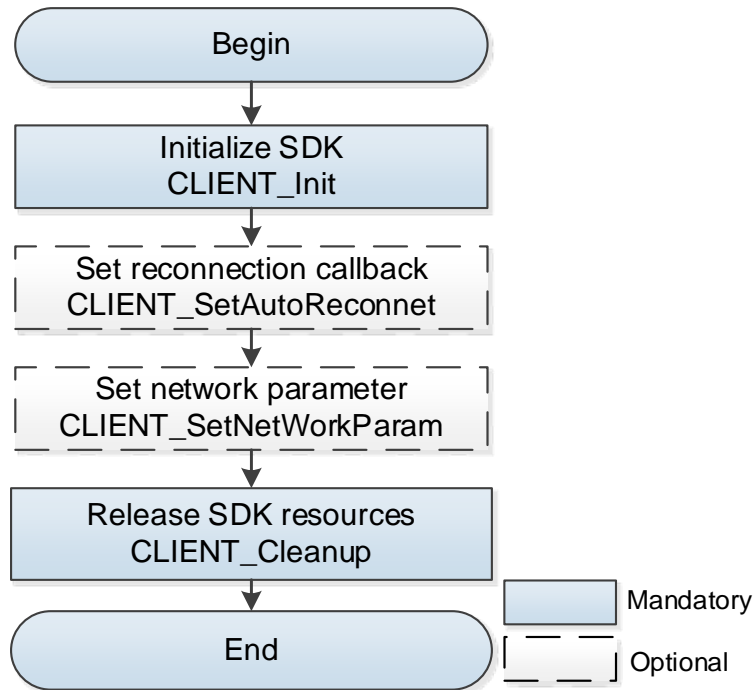 Begin
Initialize SDK
CLIENT_Init
Set reconnection callback
CLIENT_SetAutoReconnet
Set network parameter
CLIENT_SetNetWorkParam
Release SDK resources
CLIENT_Cleanup
End
Mandatory
Optional